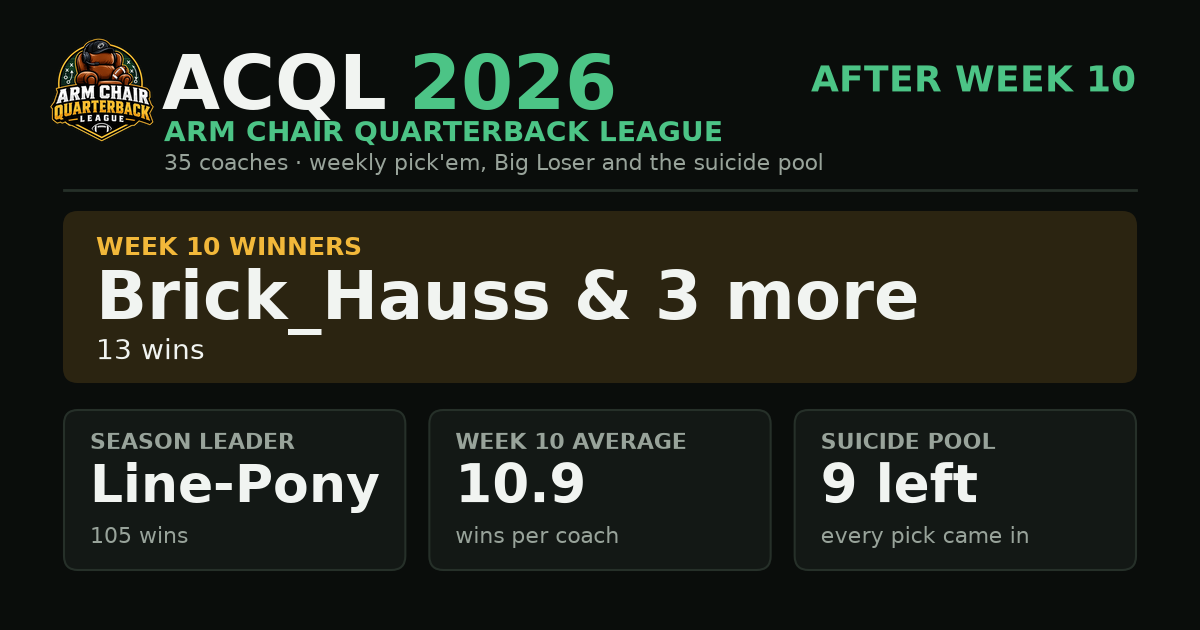 ARM CHAIR
QUARTERBACK
LEAGUE
ACQL 2026
AFTER WEEK 10
ARM CHAIR QUARTERBACK LEAGUE
35 coaches · weekly pick'em, Big Loser and the suicide pool
WEEK 10 WINNERS
Brick_Hauss & 3 more
13 wins
SEASON LEADER
Line-Pony
105 wins
WEEK 10 AVERAGE
10.9
wins per coach
SUICIDE POOL
9 left
every pick came in